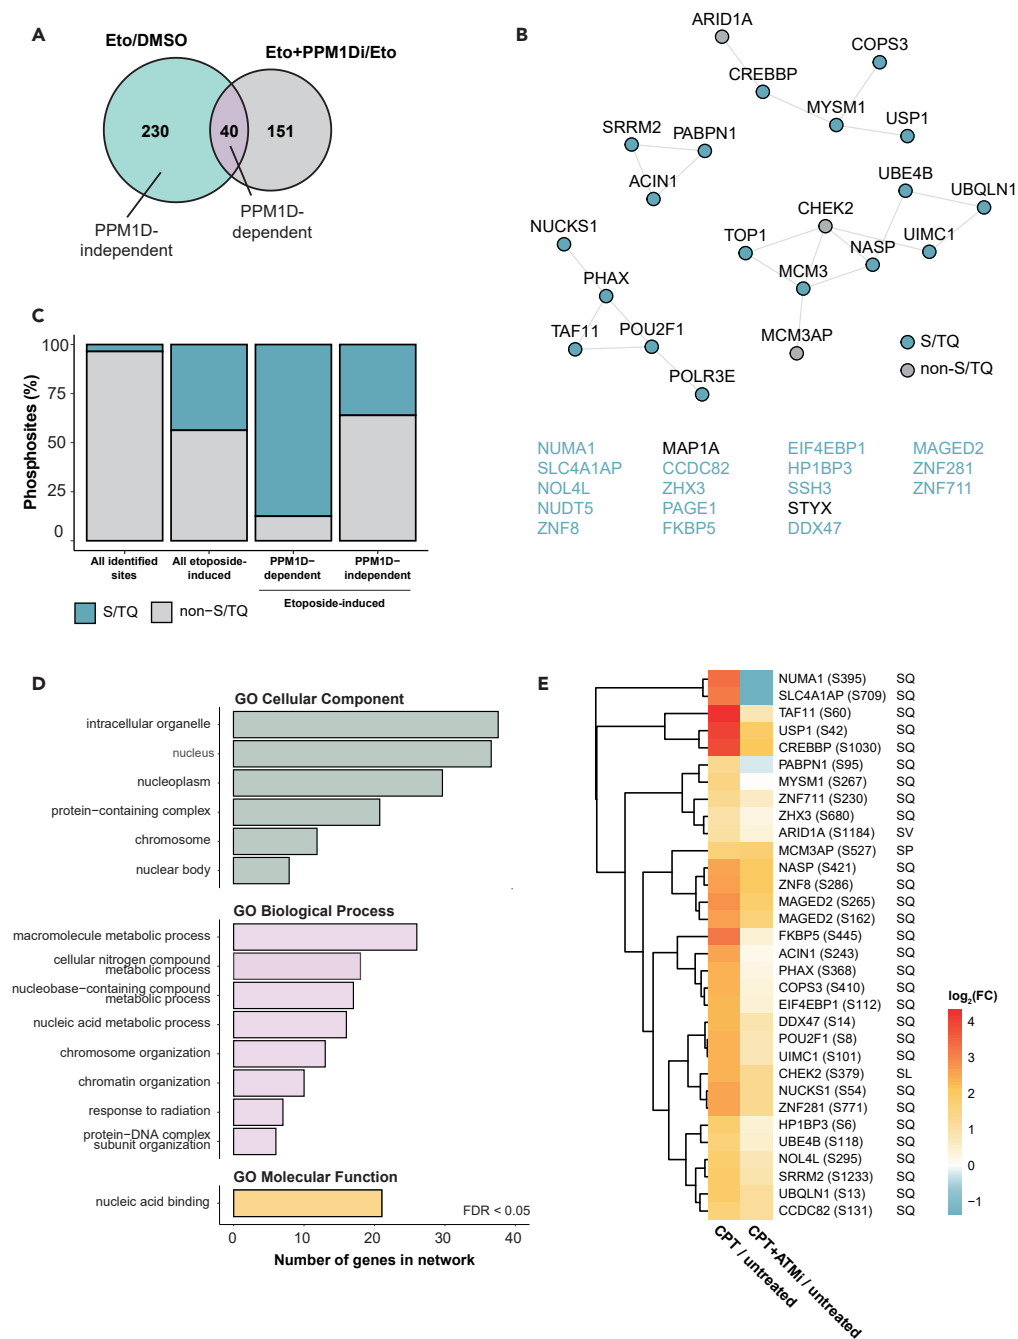 A
Eto/DMSO
Eto+PPM1Di/Eto
230
40
151
PPM1D-
independent
PPM1D-
dependent
B
ARID1A
COPS3
CREBBP
MYSM1
USP1
SRRM2
PABPN1
ACIN1
UBE4B
UBQLN1
CHEK2
NUCKS1
TOP1
NASP
UIMC1
PHAX
MCM3
TAF11
POU2F1
MCM3AP
POLR3E
S/TQ
non-S/TQ
NUMA1
MAP1A
EIF4EBP1
MAGED2
SLC4A1AP
CCDC82
HP1BP3
ZNF281
NOL4L
ZHX3
SSH3
ZNF711
NUDT5
PAGE1
STYX
ZNF8
FKBP5
DDX47
C
Phosphosites (%)
100
75
50
25
0
All identified
sites
All etoposide-
induced
PPM1D−
dependent
PPM1D−
independent
Etoposide-induced
S/TQ
non−S/TQ
D
GO Cellular Component
intracellular organelle
nucleus
nucleoplasm
protein−containing complex
chromosome
nuclear body
GO Biological Process
macromolecule metabolic process
cellular nitrogen compound
metabolic process
nucleobase−containing compound
metabolic process
nucleic acid metabolic process
chromosome organization
chromatin organization
response to radiation
protein−DNA complex
subunit organization
GO Molecular Function
nucleic acid binding
FDR < 0.05
0 10 20 30 40
Number of genes in network
E
NUMA1 (S395) SQ
SLC4A1AP (S709) SQ
TAF11 (S60) SQ
USP1 (S42) SQ
CREBBP (S1030) SQ
PABPN1 (S95) SQ
MYSM1 (S267) SQ
ZNF711 (S230) SQ
ZHX3 (S680) SQ
ARID1A (S1184) SV
MCM3AP (S527) SP
NASP (S421) SQ
ZNF8 (S286) SQ
MAGED2 (S265) SQ
MAGED2 (S162) SQ
FKBP5 (S445) SQ
ACIN1 (S243) SQ
PHAX (S368) SQ
COPS3 (S410) SQ
EIF4EBP1 (S112) SQ
DDX47 (S14) SQ
POU2F1 (S8) SQ
UIMC1 (S101) SQ
CHEK2 (S379) SL
NUCKS1 (S54) SQ
ZNF281 (S771) SQ
HP1BP3 (S6) SQ
UBE4B (S118) SQ
NOL4L (S295) SQ
SRRM2 (S1233) SQ
UBQLN1 (S13) SQ
CCDC82 (S131) SQ
CPT / untreated
CPT+ATMi / untreated
log₂(FC)
4
3
2
1
0
−1